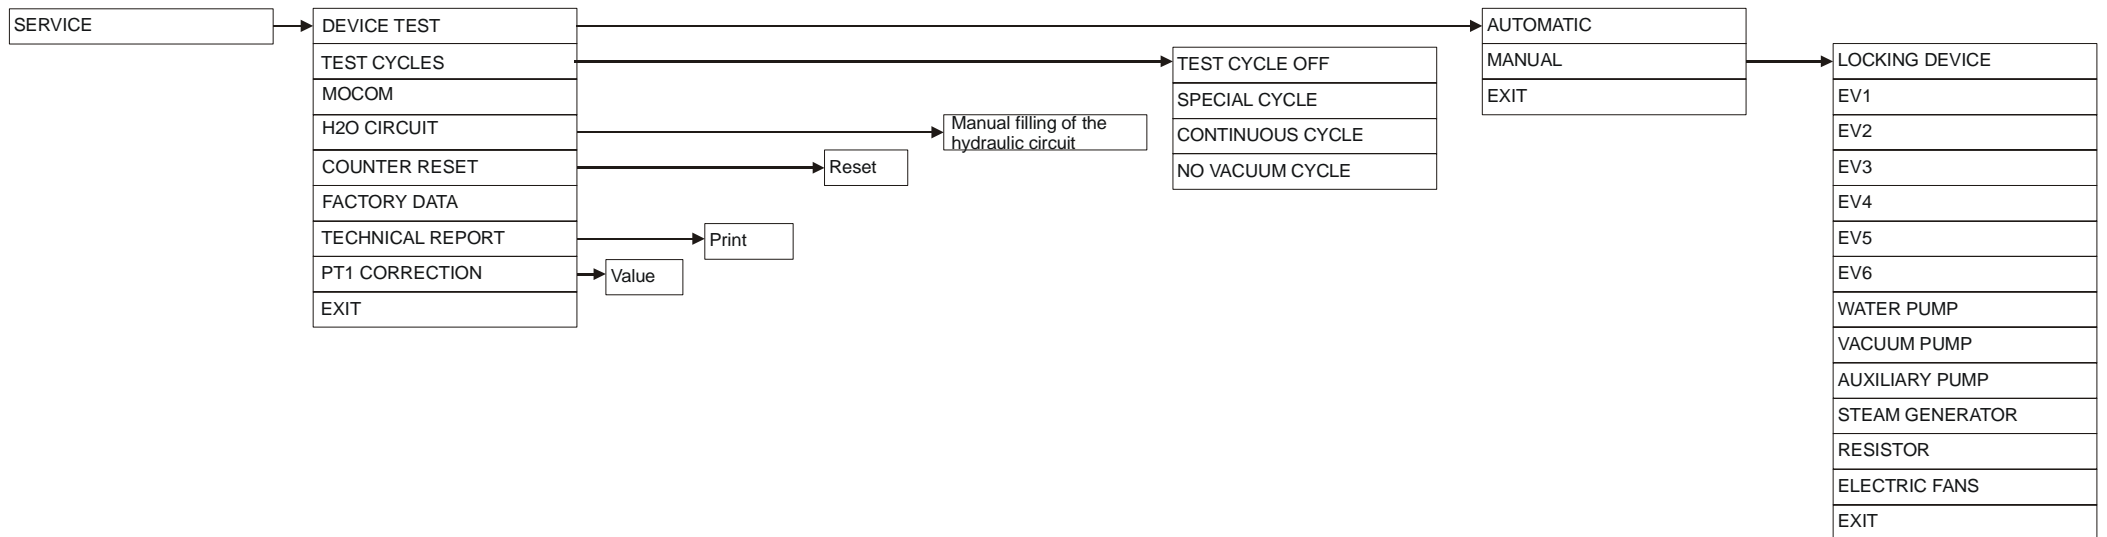 SERVICE
DEVICE TEST
TEST CYCLES
MOCOM
H2O CIRCUIT
COUNTER RESET
FACTORY DATA
TECHNICAL REPORT
PT1 CORRECTION
EXIT
Value
Print
Reset
Manual filling of the
hydraulic circuit
TEST CYCLE OFF
SPECIAL CYCLE
CONTINUOUS CYCLE
NO VACUUM CYCLE
AUTOMATIC
MANUAL
EXIT
LOCKING DEVICE
EV1
EV2
EV3
EV4
EV5
EV6
WATER PUMP
VACUUM PUMP
AUXILIARY PUMP
STEAM GENERATOR
RESISTOR
ELECTRIC FANS
EXIT